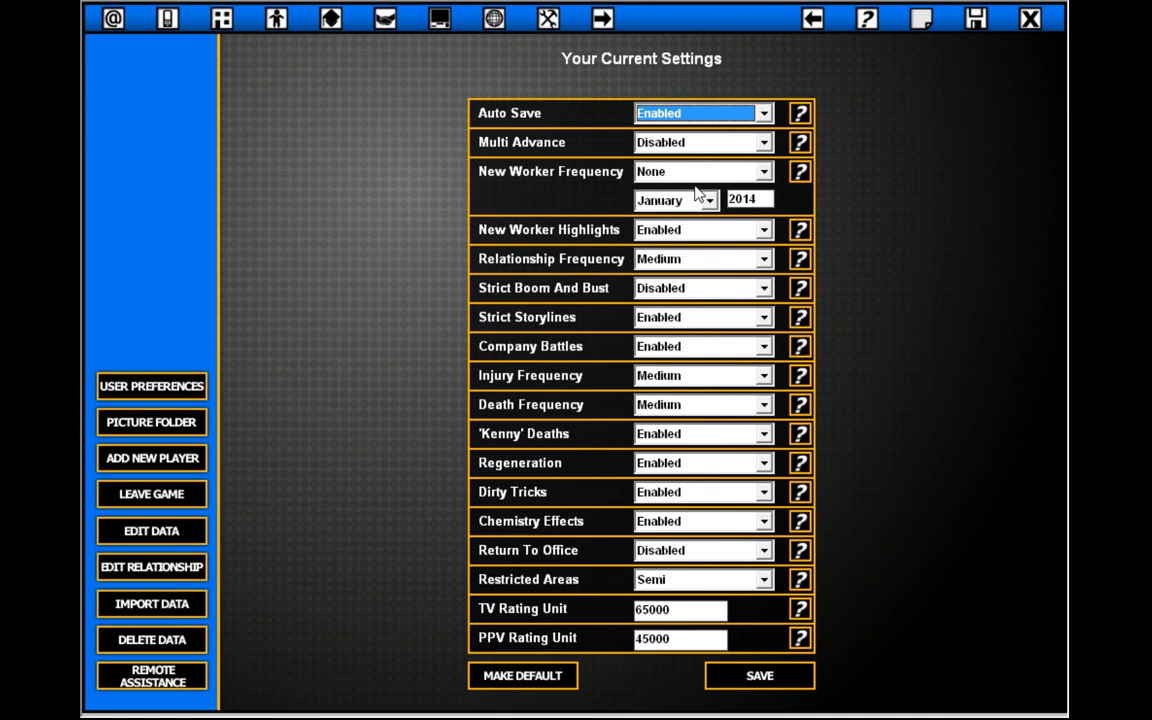 @ ? X
Your Current Settings
Auto Save Enabled ?
Multi Advance Disabled ?
New Worker Frequency None ?
January 2014
New Worker Highlights Enabled ?
Relationship Frequency Medium ?
Strict Boom And Bust Disabled ?
Strict Storylines Enabled ?
Company Battles Enabled ?
Injury Frequency Medium ?
Death Frequency Medium ?
'Kenny' Deaths Enabled ?
Regeneration Enabled ?
Dirty Tricks Enabled ?
Chemistry Effects Enabled ?
Return To Office Disabled ?
Restricted Areas Semi ?
TV Rating Unit 65000 ?
PPV Rating Unit 45000 ?
MAKE DEFAULT SAVE
USER PREFERENCES
PICTURE FOLDER
ADD NEW PLAYER
LEAVE GAME
EDIT DATA
EDIT RELATIONSHIP
IMPORT DATA
DELETE DATA
REMOTE
ASSISTANCE